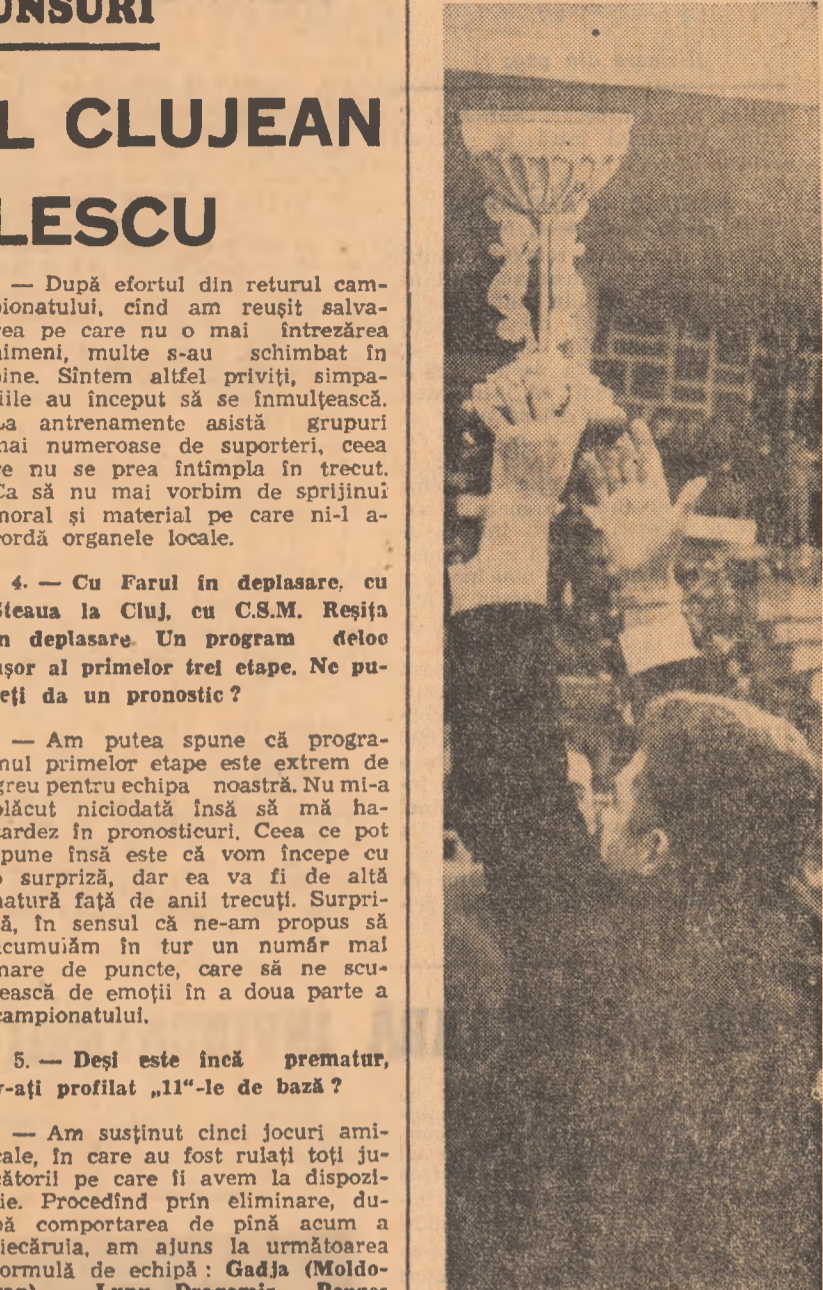 UNSURI
L CLUJEAN
LESCU
— După efortul din returul cam-
pionatului, cînd am reușit salva-
rea pe care nu o mai întrezărea
nimeni, multe s-au schimbat în
bine. Sîntem altfel priviți, simpa-
iile au început să se înmulțească.
La antrenamente asistă grupuri
mai numeroase de suporteri, ceea
re nu se prea întîmpla în trecut.
Ca să nu mai vorbim de sprijinul
moral și material pe care ni-l a-
ordă organele locale.
4. — Cu Farul în deplasare, cu
Steaua la Cluj, cu C.S.M. Reșița
în deplasare. Un program deloc
ușor al primelor trei etape. Ne pu-
eți da un pronostic ?
— Am putea spune că progra-
mul primelor etape este extrem de
greu pentru echipa noastră. Nu mi-a
plăcut niciodată însă să mă ha-
zardez în pronosticuri. Ceea ce pot
spune însă este că vom începe cu
o surpriză, dar ea va fi de altă
natură față de anii trecuți. Surpri-
ă, în sensul că ne-am propus să
acumulăm în tur un număr mai
mare de puncte, care să ne scu-
tească de emoții în a doua parte a
campionatului.
5. — Deși este încă prematur,
v-ați profilat „11“-le de bază ?
— Am susținut cinci jocuri ami-
cale, în care au fost rulați toți ju-
cătorii pe care îi avem la dispozi-
ie. Procedînd prin eliminare, du-
pă comportarea de pînă acum a
fiecăruia, am ajuns la următoarea
formulă de echipă : Gadja (Moldo-